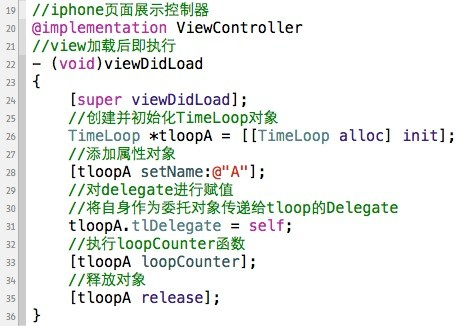 19 //iphone页面展示控制器
20 @implementation ViewController
21 //view加载后即执行
22 - (void)viewDidLoad
23 {
24 [super viewDidLoad];
25 //创建并初始化TimeLoop对象
26 TimeLoop *tloopA = [[TimeLoop alloc] init];
27 //添加属性对象
28 [tloopA setName:@"A"];
29 //对delegate进行赋值
30 //将自身作为委托对象传递给tloop的Delegate
31 tloopA.tlDelegate = self;
32 //执行loopCounter函数
33 [tloopA loopCounter];
34 //释放对象
35 [tloopA release];
36 }